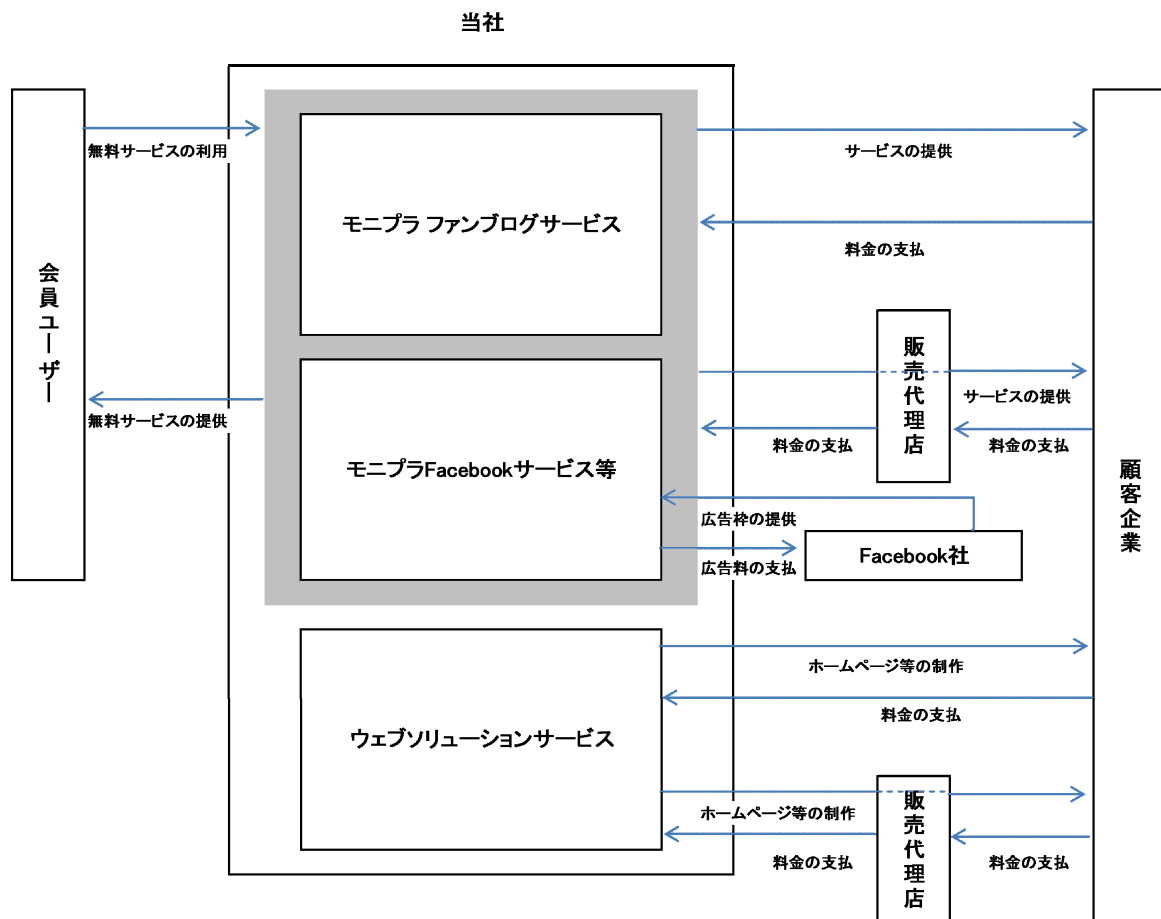 当社
会員ユーザー
無料サービスの利用
無料サービスの提供
モニプラ ファンブログサービス
モニプラFacebookサービス等
ウェブソリューションサービス
サービスの提供
料金の支払
販売代理店
サービスの提供
料金の支払
料金の支払
広告枠の提供
広告料の支払
Facebook社
顧客企業
ホームページ等の制作
料金の支払
販売代理店
ホームページ等の制作
料金の支払
料金の支払